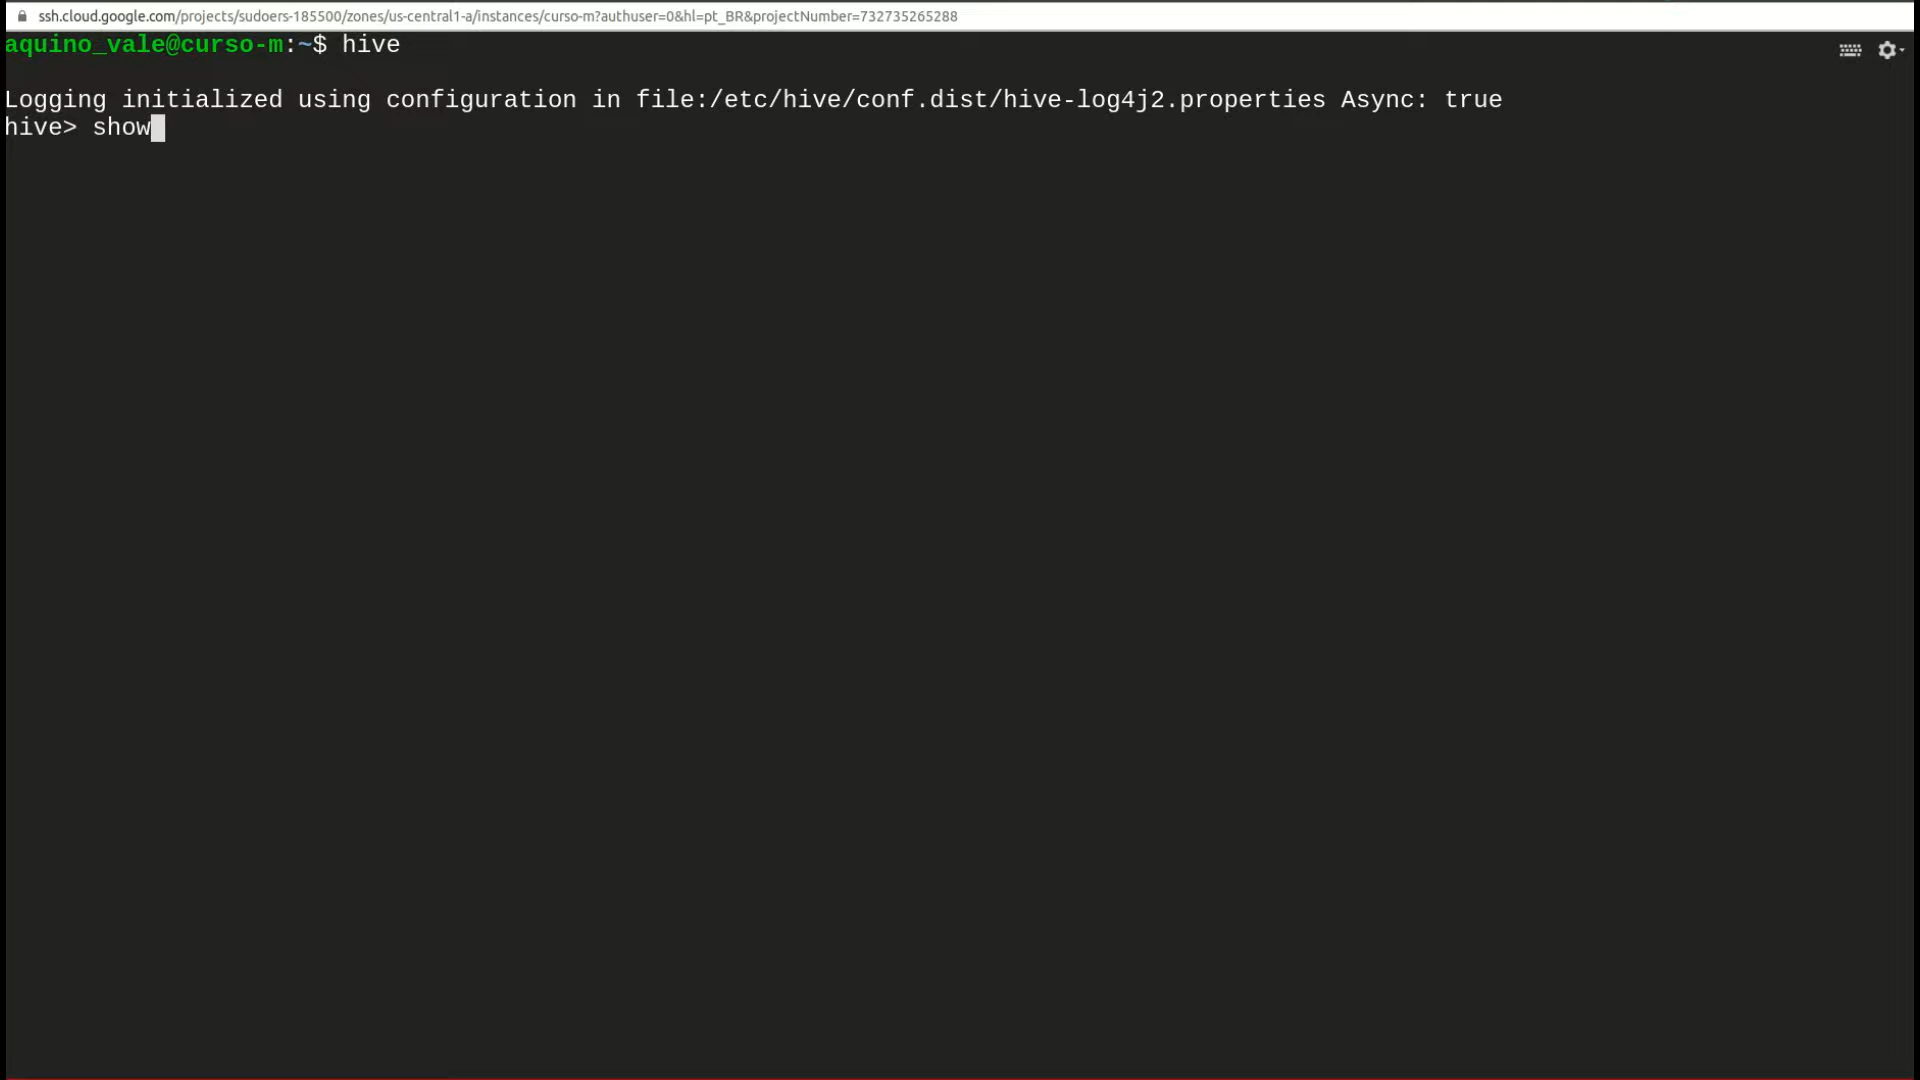 ssh.cloud.google.com/projects/sudoers-185500/zones/us-central1-a/instances/curso-m?authuser=0&hl=pt_BR&projectNumber=732735265288
aquino_vale@curso-m:~$ hive
Logging initialized using configuration in file:/etc/hive/conf.dist/hive-log4j2.properties Async: true
hive> show